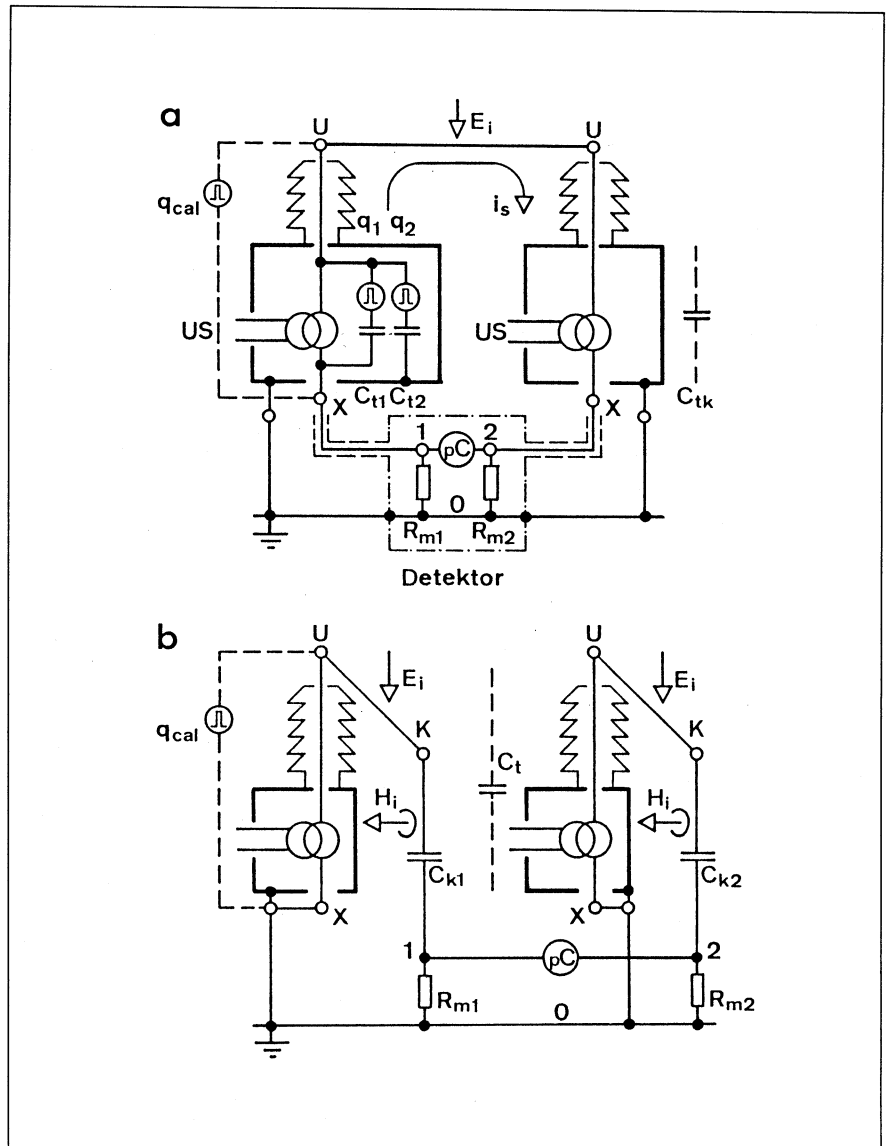 a
U
E_i
U
q_cal
q_1 q_2
i_s
US
US
C_t1 C_t2
C_tk
X
X
1
pC
2
R_m1
0
R_m2
Detektor
b
U
U
E_i
E_i
q_cal
K
K
C_t
H_i
H_i
C_k1
C_k2
X
X
1
pC
2
R_m1
0
R_m2